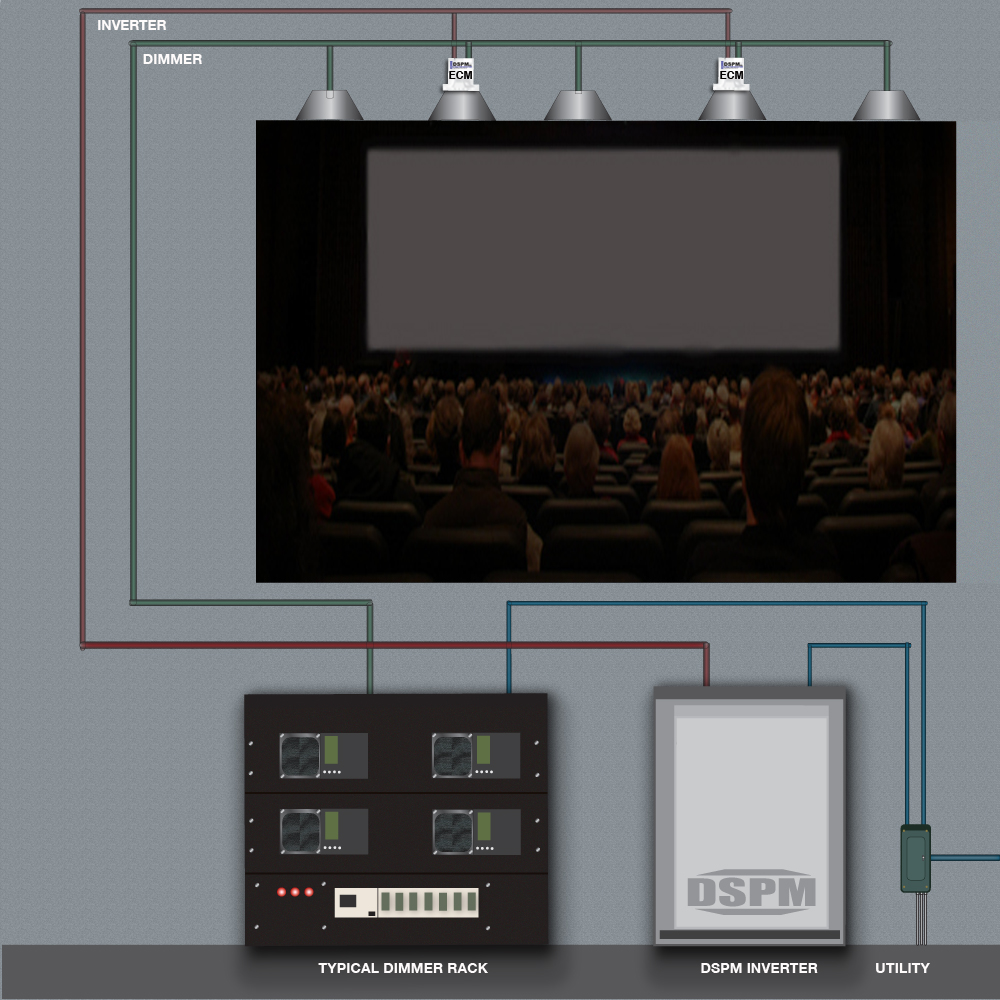 INVERTER
DIMMER
DSPM
ECM
DSPM
ECM
DSPM
TYPICAL DIMMER RACK
DSPM INVERTER
UTILITY